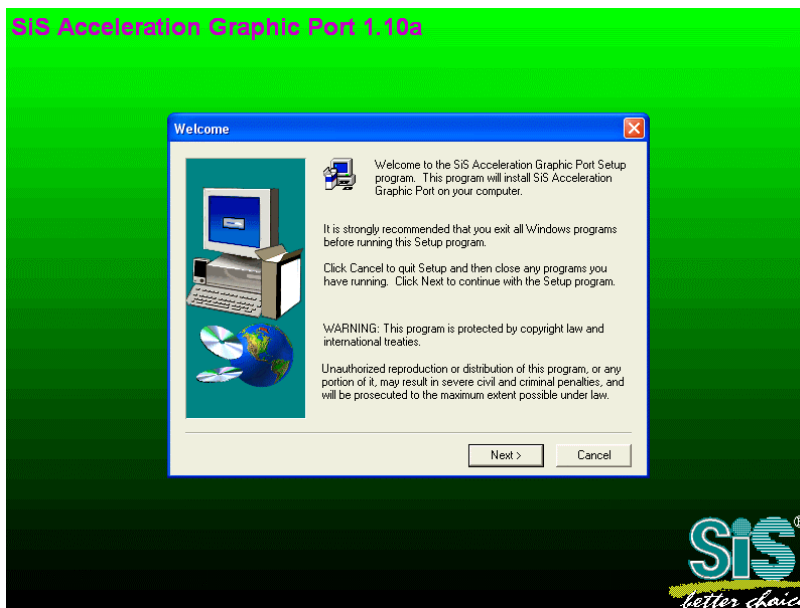 SiS Acceleration Graphic Port 1.10a
Welcome
Welcome to the SiS Acceleration Graphic Port Setup
program. This program will install SiS Acceleration
Graphic Port on your computer.
It is strongly recommended that you exit all Windows programs
before running this Setup program.
Click Cancel to quit Setup and then close any programs you
have running. Click Next to continue with the Setup program.
WARNING: This program is protected by copyright law and
international treaties.
Unauthorized reproduction or distribution of this program, or any
portion of it, may result in severe civil and criminal penalties, and
will be prosecuted to the maximum extent possible under law.
Next >
Cancel
SiS®
better choice